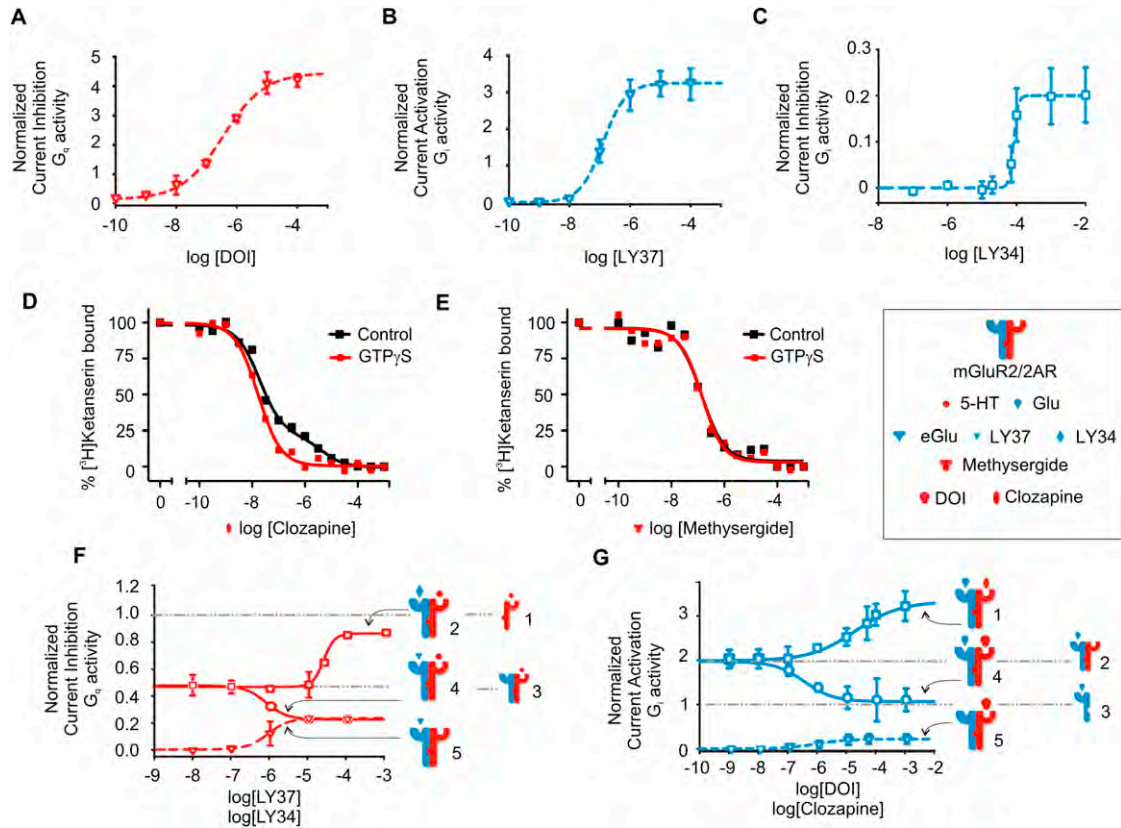 A
Normalized
Current Inhibition
Gq activity
5
4
3
2
1
0
-10
-8
-6
-4
log [DOI]
B
Normalized
Current Activation
Gi activity
4
3
2
1
0
-10
-8
-6
-4
log [LY37]
C
Normalized
Current Inhibition
Gi activity
0.3
0.2
0.1
0
-8
-6
-4
-2
log [LY34]
D
% [³H]Ketanserin bound
100
75
50
25
0
Control
GTPγS
0
-10
-8
-6
-4
log [Clozapine]
E
% [³H]Ketanserin bound
100
75
50
25
0
Control
GTPγS
0
-10
-8
-6
-4
log [Methysergide]
mGluR2/2AR
5-HT Glu
eGlu LY37 LY34
Methysergide
DOI Clozapine
F
Normalized
Current Inhibition
Gq activity
1.2
1.0
0.8
0.6
0.4
0.2
0.0
-9
-8
-7
-6
-5
-4
-3
log[LY37]
log[LY34]
2
1
4
3
5
G
Normalized
Current Activation
Gi activity
3
2
1
0
-10
-9
-8
-7
-6
-5
-4
-3
-2
log[DOI]
log[Clozapine]
1
2
4
3
5